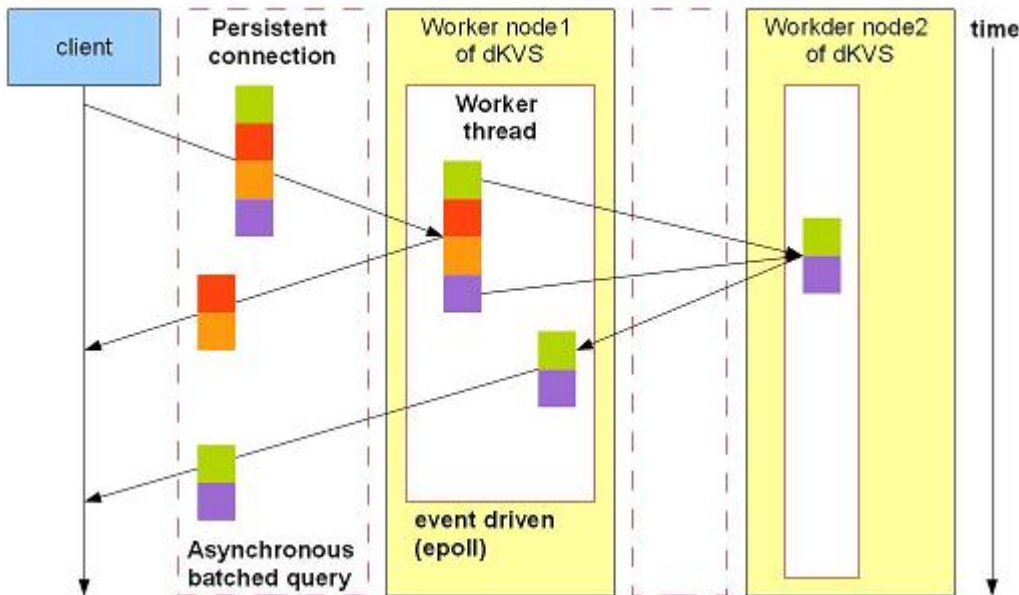 client
Persistent
connection
Worker node1
of dKVS
Workder node2
of dKVS
time
Worker
thread
event driven
(epoll)
Asynchronous
batched query